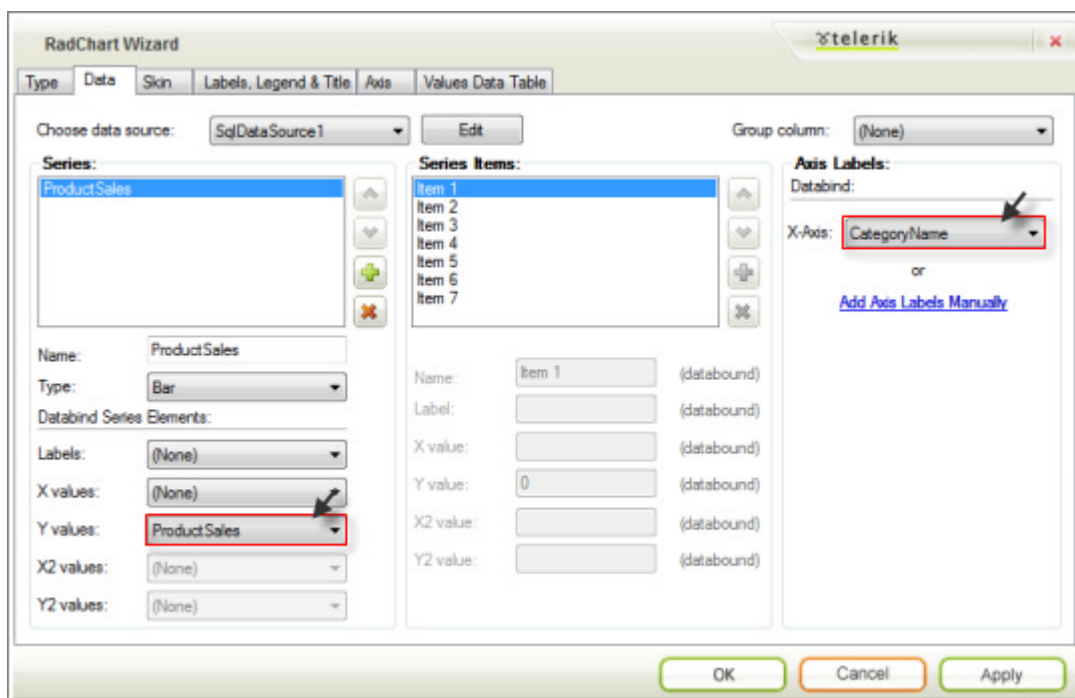 RadChart Wizard
telerik
Type Data Skin Labels, Legend & Title Axis Values Data Table
Choose data source: SqlDataSource1 Edit Group column: (None)
Series:
ProductSales
Name: ProductSales
Type: Bar
Databind Series Elements:
Labels: (None)
X values: (None)
Y values: ProductSales
X2 values: (None)
Y2 values: (None)
Series Items:
Item 1
Item 2
Item 3
Item 4
Item 5
Item 6
Item 7
Name: Item 1 (databound)
Label: (databound)
X value: (databound)
Y value: 0 (databound)
X2 value: (databound)
Y2 value: (databound)
Axis Labels:
Databind:
X-Axis: CategoryName
or
Add Axis Labels Manually
OK Cancel Apply